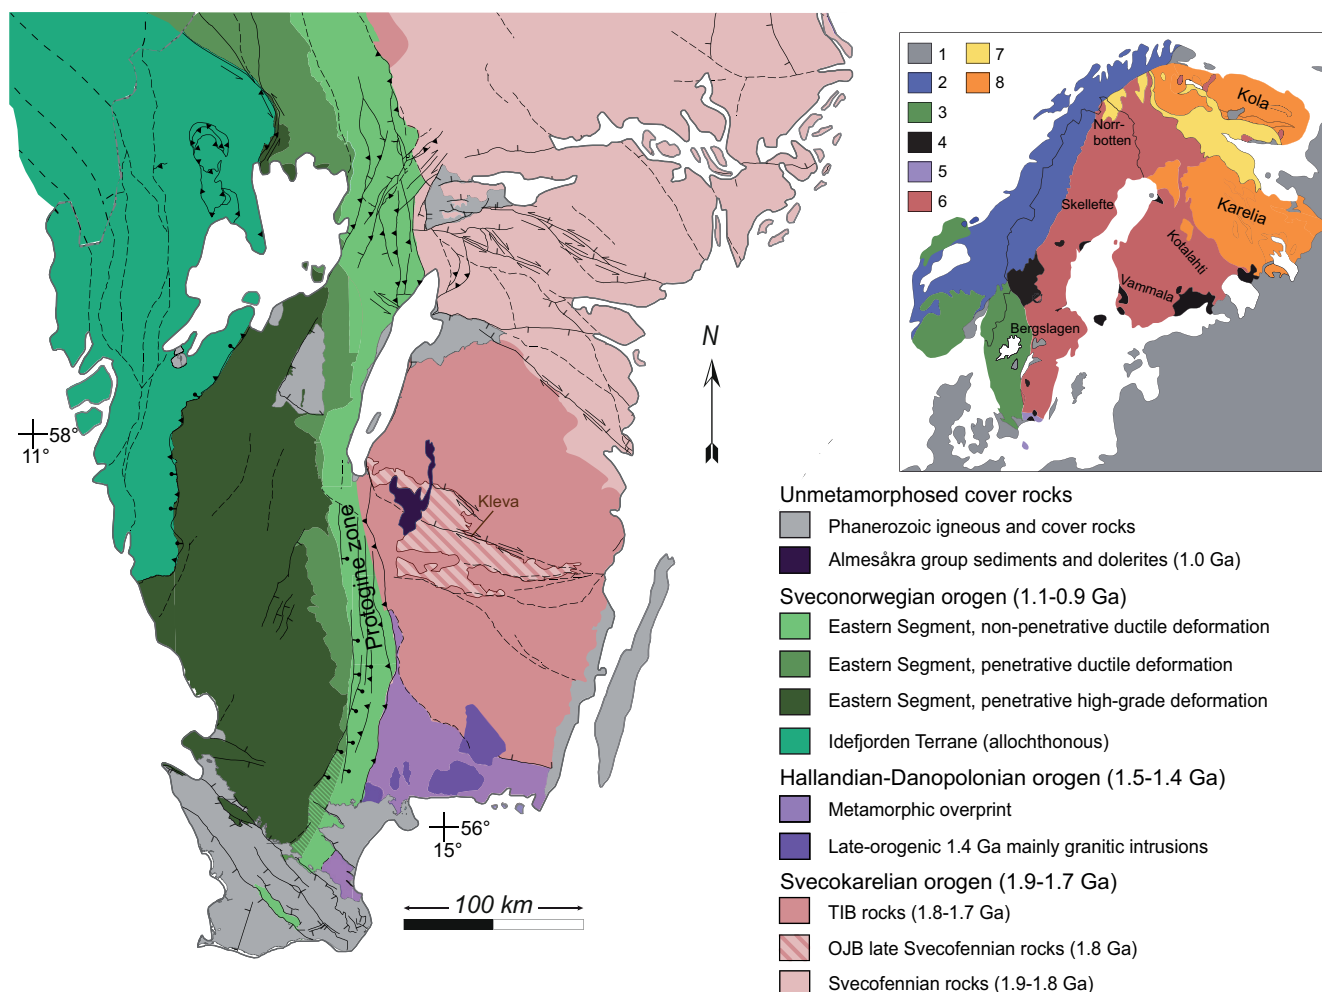 1
2
3
4
5
6
7
8
Kola
Norr-
botten
Skellefte
Karelia
Kotalahti
Vammala
Bergslagen
N
58°
11°
Kleva
Protogine zone
56°
15°
100 km
Unmetamorphosed cover rocks
Phanerozoic igneous and cover rocks
Almesåkra group sediments and dolerites (1.0 Ga)
Sveconorwegian orogen (1.1-0.9 Ga)
Eastern Segment, non-penetrative ductile deformation
Eastern Segment, penetrative ductile deformation
Eastern Segment, penetrative high-grade deformation
Idefjorden Terrane (allochthonous)
Hallandian-Danopolonian orogen (1.5-1.4 Ga)
Metamorphic overprint
Late-orogenic 1.4 Ga mainly granitic intrusions
Svecokarelian orogen (1.9-1.7 Ga)
TIB rocks (1.8-1.7 Ga)
OJB late Svecofennian rocks (1.8 Ga)
Svecofennian rocks (1.9-1.8 Ga)